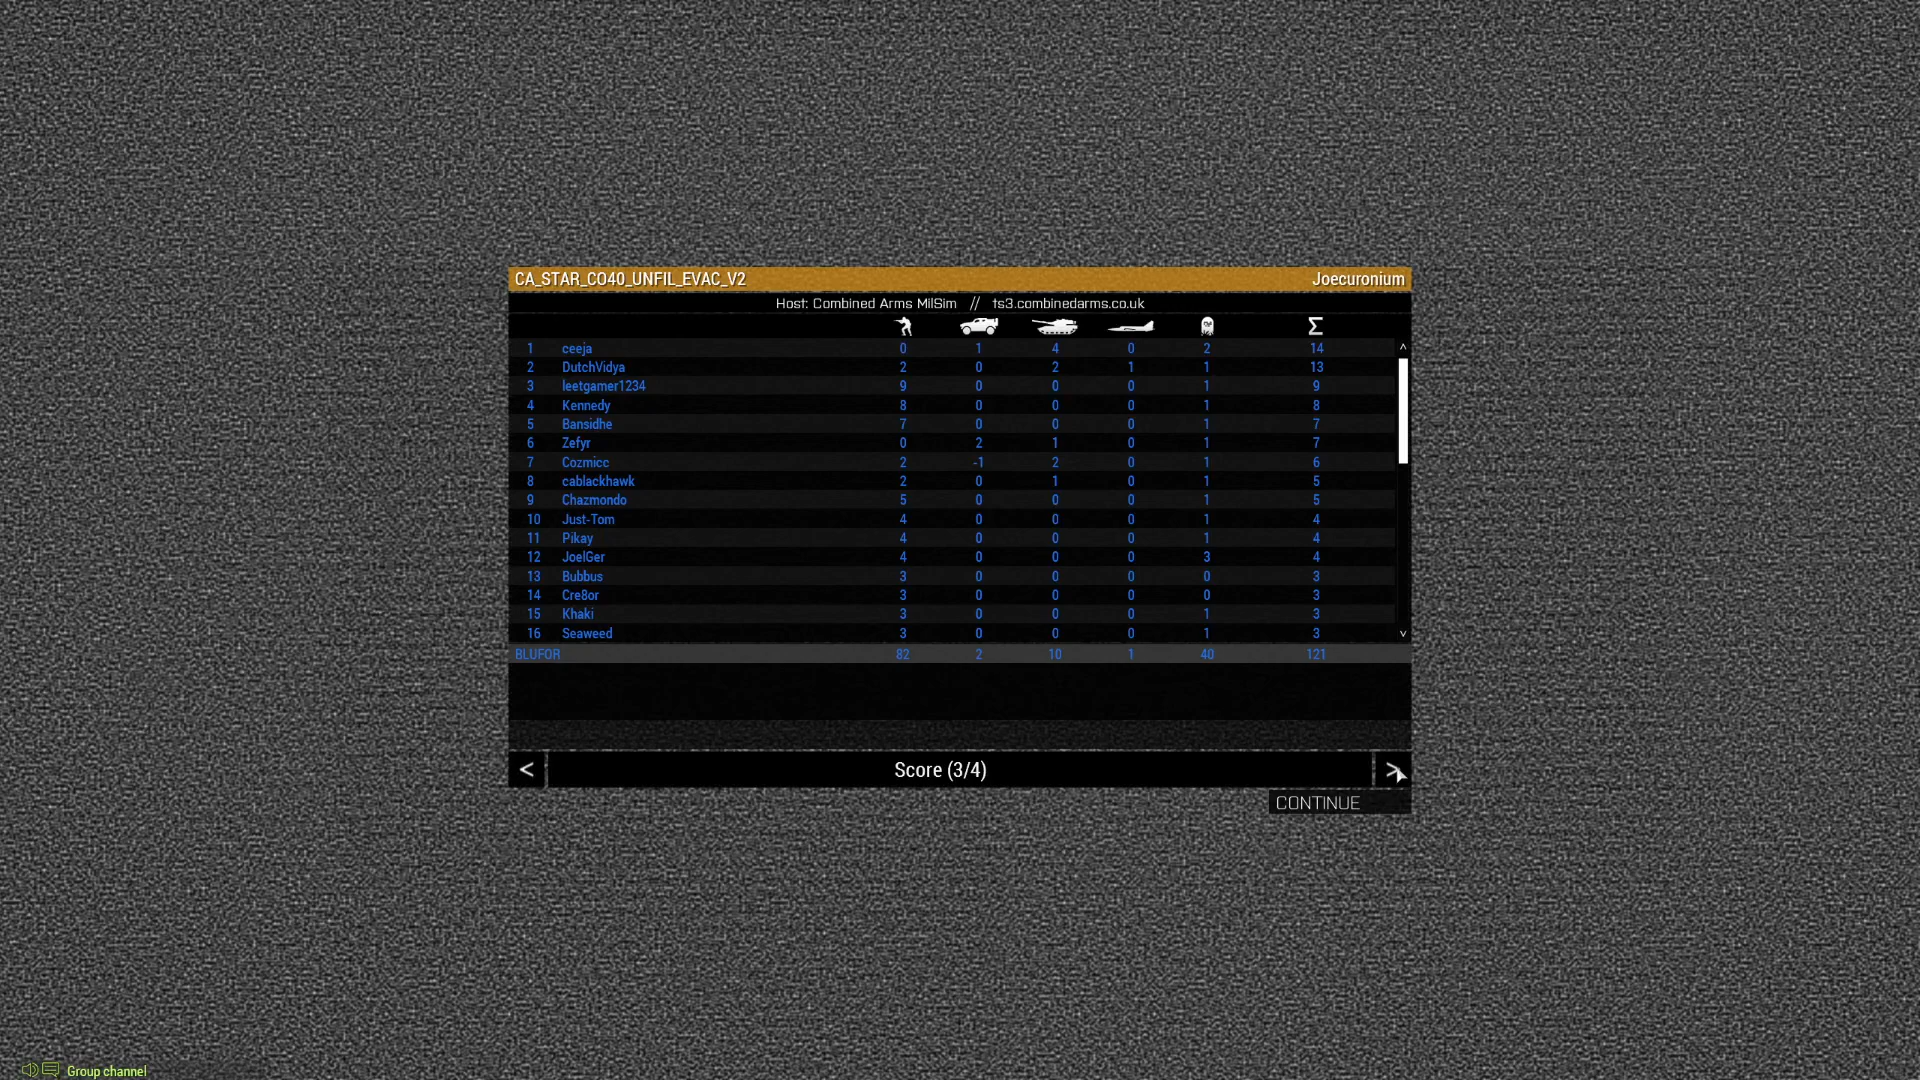 CA_STAR_CO40_UNFIL_EVAC_V2 Joecuronium
Host: Combined Arms MilSim // ts3.combinedarms.co.uk
Σ
1 ceeja 0 1 4 0 2 14
2 DutchVidya 2 0 2 1 1 13
3 leetgamer1234 9 0 0 0 1 9
4 Kennedy 8 0 0 0 1 8
5 Bansidhe 7 0 0 0 1 7
6 Zefyr 0 2 1 0 1 7
7 Cozmicc 2 -1 2 0 1 6
8 cablackhawk 2 0 1 0 1 5
9 Chazmondo 5 0 0 0 1 5
10 Just-Tom 4 0 0 0 1 4
11 Pikay 4 0 0 0 1 4
12 JoelGer 4 0 0 0 3 4
13 Bubbus 3 0 0 0 0 3
14 Cre8or 3 0 0 0 0 3
15 Khaki 3 0 0 0 1 3
16 Seaweed 3 0 0 0 1 3
BLUFOR 82 2 10 1 40 121
< Score (3/4) >
CONTINUE
Group channel